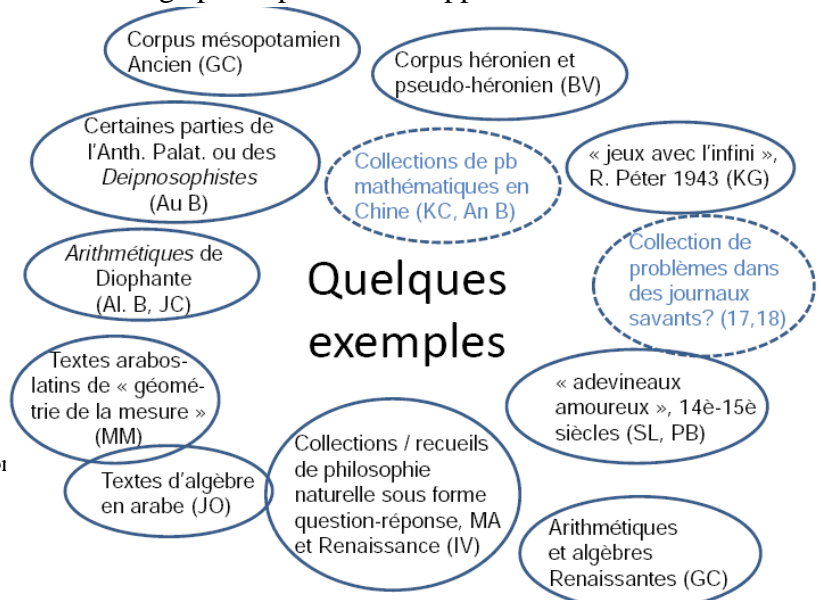 Corpus mésopotamien
Ancien (GC)
Corpus héronien et
pseudo-héronien (BV)
Certaines parties de
l'Anth. Palat. ou des
Deipnosophistes
(Au B)
Collections de pb
mathématiques en
Chine (KC, An B)
« jeux avec l'infini »,
R. Péter 1943 (KG)
Arithmétiques de
Diophante
(Al. B, JC)
Quelques
exemples
Collection de
problèmes dans
des journaux
savants? (17,18)
Textes arabos-
latins de « géomé-
trie de la mesure »
(MM)
« adevineaux
amoureux », 14è-15è
siècles (SL, PB)
Textes d'algèbre
en arabe (JO)
Collections / recueils
de philosophie
naturelle sous forme
question-réponse, MA
et Renaissance (IV)
Arithmétiques
et algèbres
Renaissantes (GC)